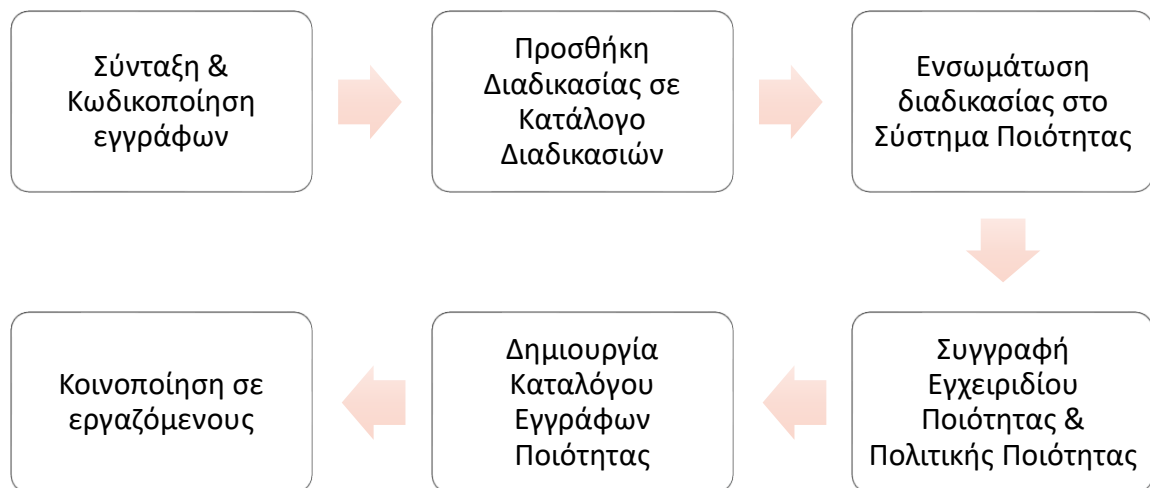 Σύνταξη &
Κωδικοποίηση
εγγράφων
Προσθήκη
Διαδικασίας σε
Κατάλογο
Διαδικασιών
Ενσωμάτωση
διαδικασίας στο
Σύστημα Ποιότητας
Συγγραφή
Εγχειριδίου
Ποιότητας &
Πολιτικής Ποιότητας
Δημιουργία
Καταλόγου
Εγγράφων
Ποιότητας
Κοινοποίηση σε
εργαζόμενους